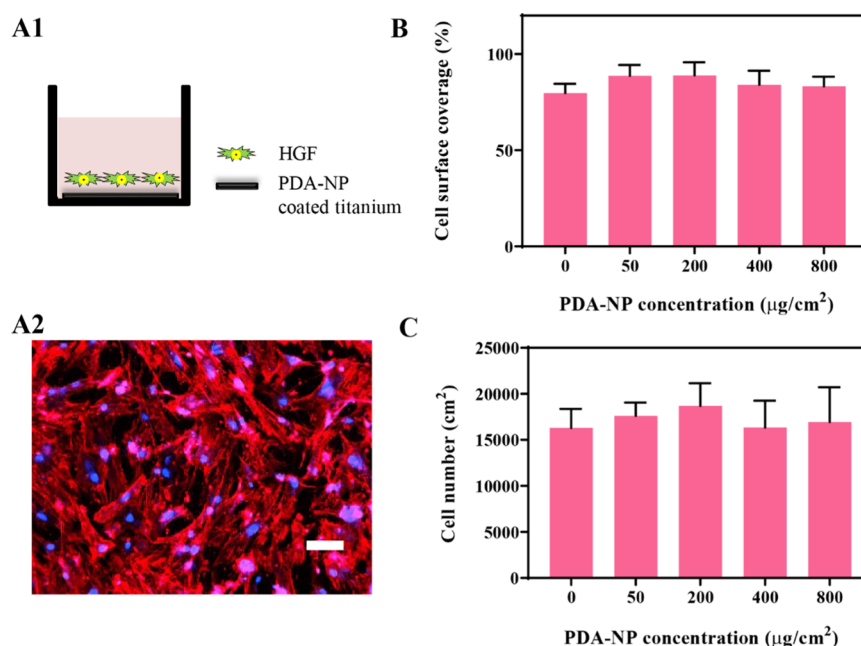 A1
HGF
PDA-NP
coated titanium
A2
B
Cell surface coverage (%)
100
50
0
0 50 200 400 800
PDA-NP concentration (μg/cm²)
C
Cell number (cm²)
25000
20000
15000
10000
5000
0
0 50 200 400 800
PDA-NP concentration (μg/cm²)